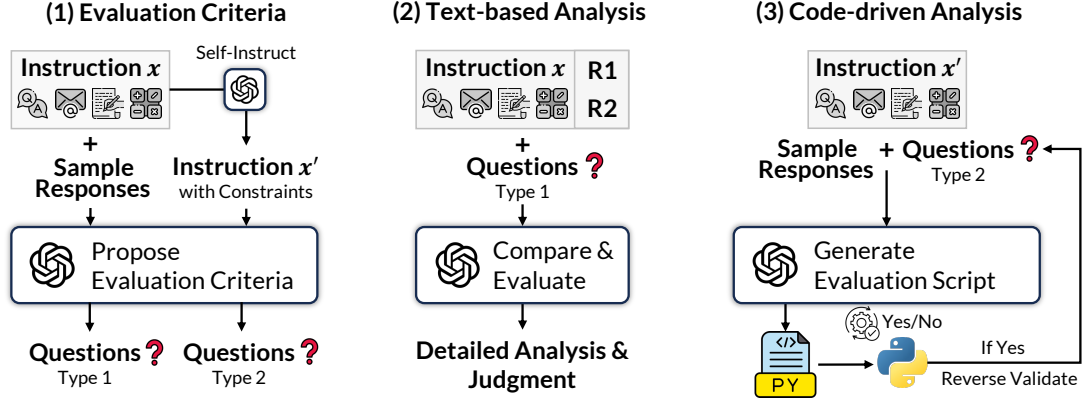 (1) Evaluation Criteria
Self-Instruct
Instruction x
Q
A
+
Sample
Responses
Instruction x′
with Constraints
Propose
Evaluation Criteria
Questions ?
Type 1
Questions ?
Type 2
(2) Text-based Analysis
Instruction x
R1
R2
Q
A
+
Questions ?
Type 1
Compare &
Evaluate
Detailed Analysis &
Judgment
(3) Code-driven Analysis
Instruction x′
Q
A
Sample
Responses
+ Questions ?
Type 2
Generate
Evaluation Script
Yes/No
</>
PY
If Yes
Reverse Validate